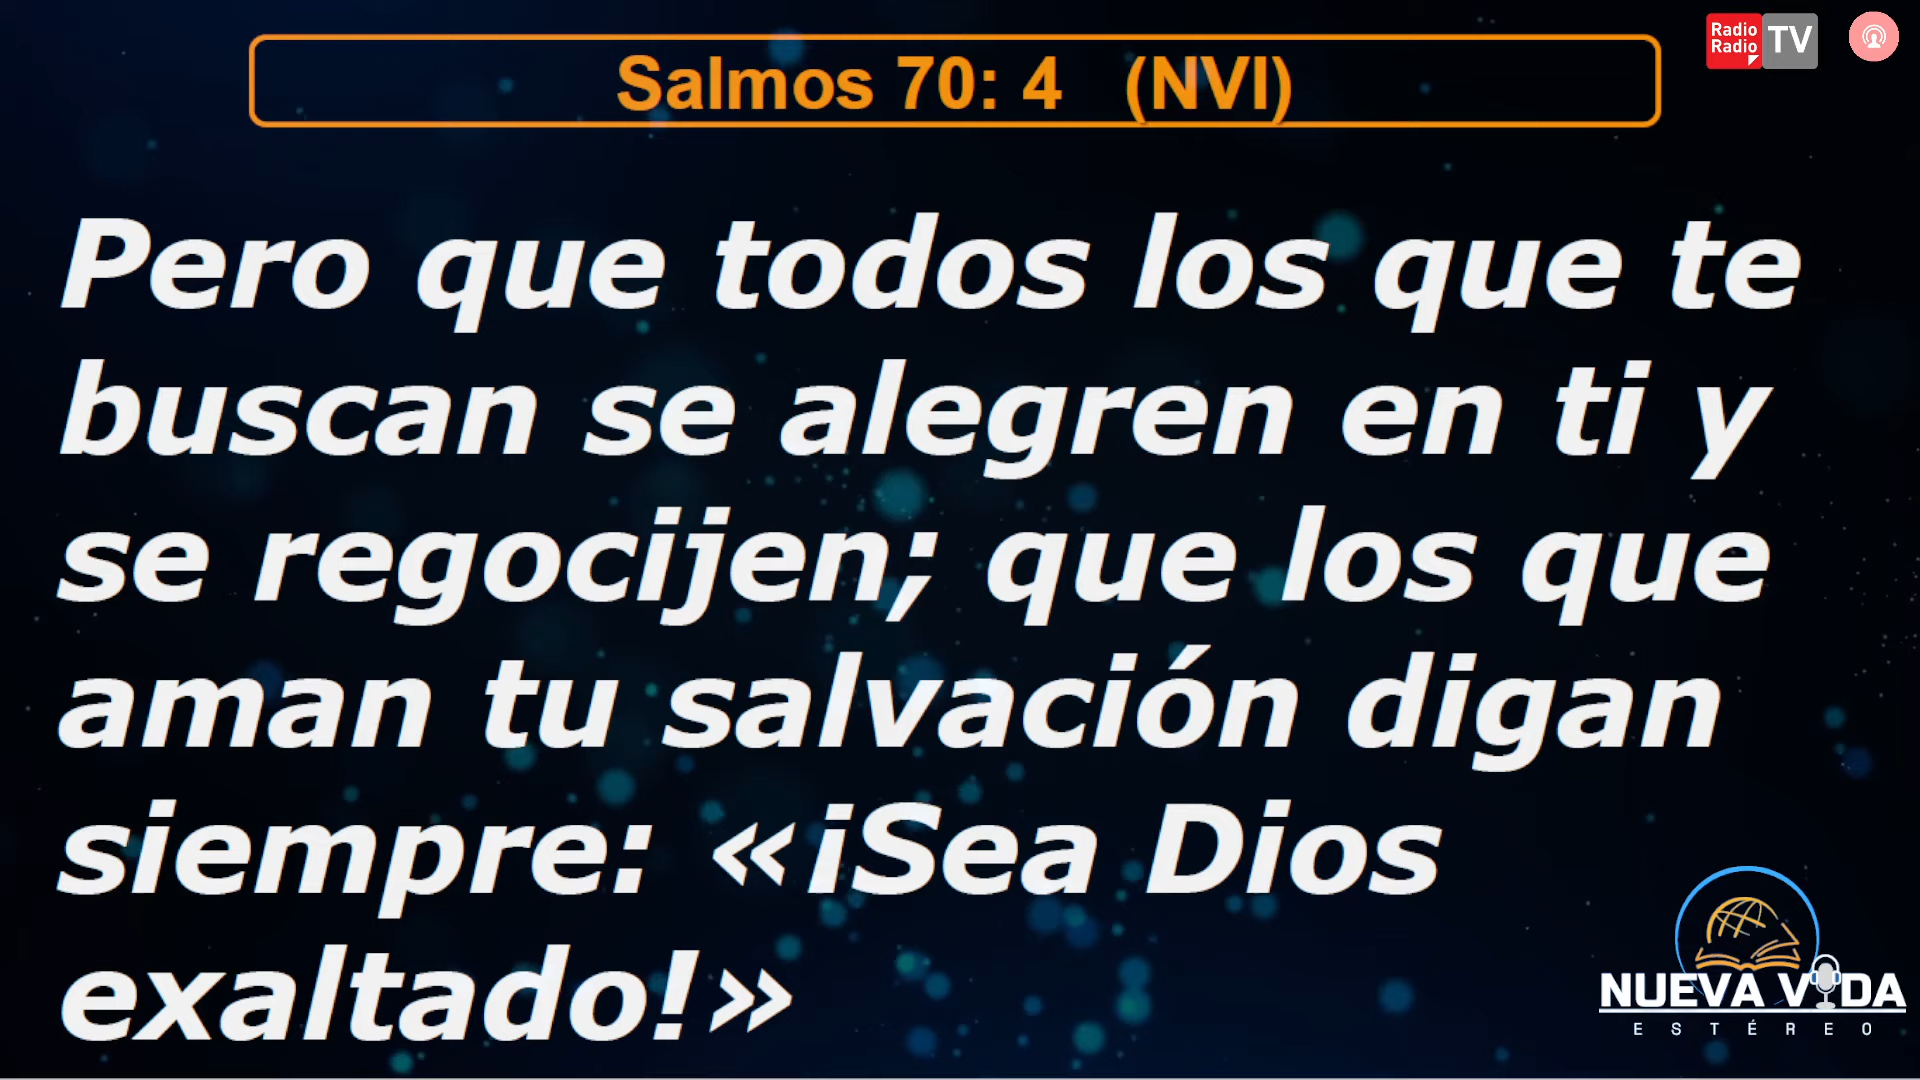 Salmos 70: 4 (NVI)
Radio
Radio
TV
Pero que todos los que te
buscan se alegren en ti y
se regocijen; que los que
aman tu salvación digan
siempre: «¡Sea Dios
exaltado!»
NUEVA VIDA
ESTÉREO